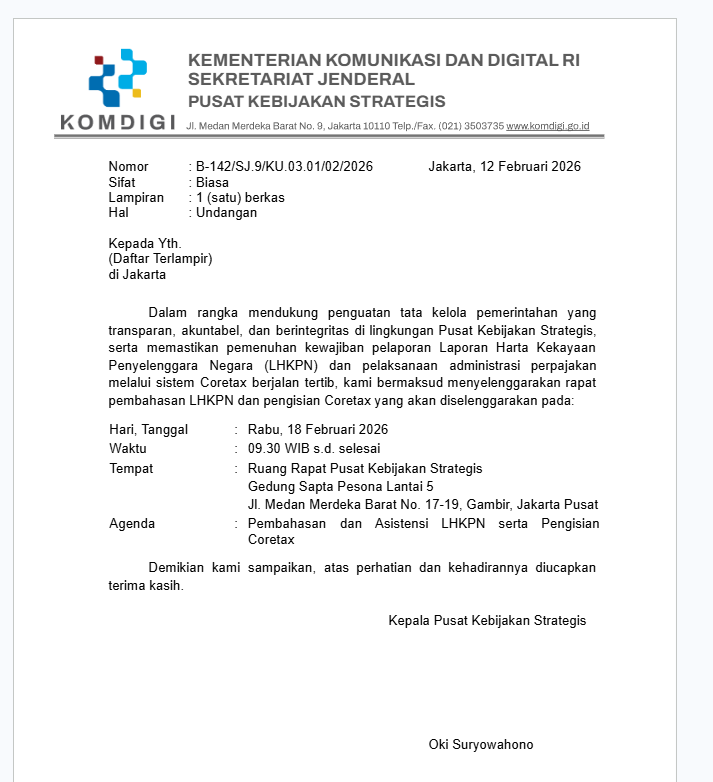 KEMENTERIAN KOMUNIKASI DAN DIGITAL RI
SEKRETARIAT JENDERAL
PUSAT KEBIJAKAN STRATEGIS
KOMDIGI
Jl. Medan Merdeka Barat No. 9, Jakarta 10110 Telp./Fax. (021) 3503735 www.komdigi.go.id
Nomor : B-142/SJ.9/KU.03.01/02/2026 Jakarta, 12 Februari 2026
Sifat : Biasa
Lampiran : 1 (satu) berkas
Hal : Undangan
Kepada Yth.
(Daftar Terlampir)
di Jakarta
Dalam rangka mendukung penguatan tata kelola pemerintahan yang
transparan, akuntabel, dan berintegritas di lingkungan Pusat Kebijakan Strategis,
serta memastikan pemenuhan kewajiban pelaporan Laporan Harta Kekayaan
Penyelenggara Negara (LHKPN) dan pelaksanaan administrasi perpajakan
melalui sistem Coretax berjalan tertib, kami bermaksud menyelenggarakan rapat
pembahasan LHKPN dan pengisian Coretax yang akan diselenggarakan pada:
Hari, Tanggal : Rabu, 18 Februari 2026
Waktu : 09.30 WIB s.d. selesai
Tempat : Ruang Rapat Pusat Kebijakan Strategis
Gedung Sapta Pesona Lantai 5
Jl. Medan Merdeka Barat No. 17-19, Gambir, Jakarta Pusat
Agenda : Pembahasan dan Asistensi LHKPN serta Pengisian
Coretax
Demikian kami sampaikan, atas perhatian dan kehadirannya diucapkan
terima kasih.
Kepala Pusat Kebijakan Strategis
Oki Suryowahono